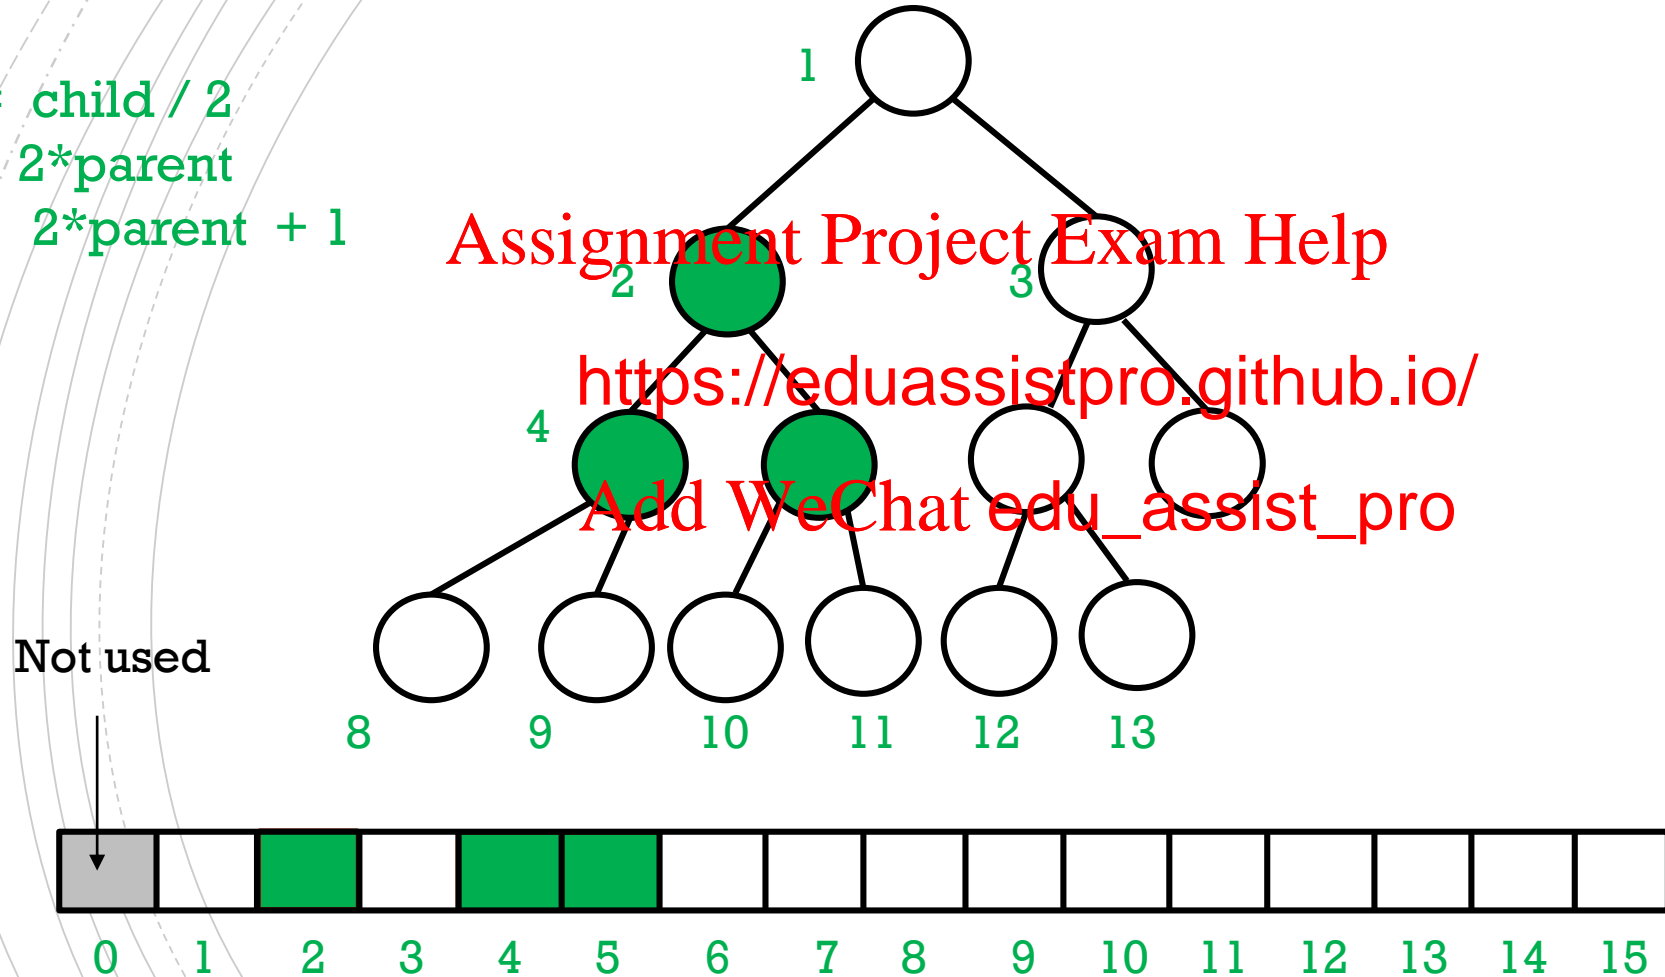 1
= child / 2
2*parent
2*parent + 1
Assignment Project Exam Help
2
3
https://eduassistpro.github.io/
4
Add WeChat edu_assist_pro
Not used
8 9 10 11 12 13
0 1 2 3 4 5 6 7 8 9 10 11 12 13 14 15